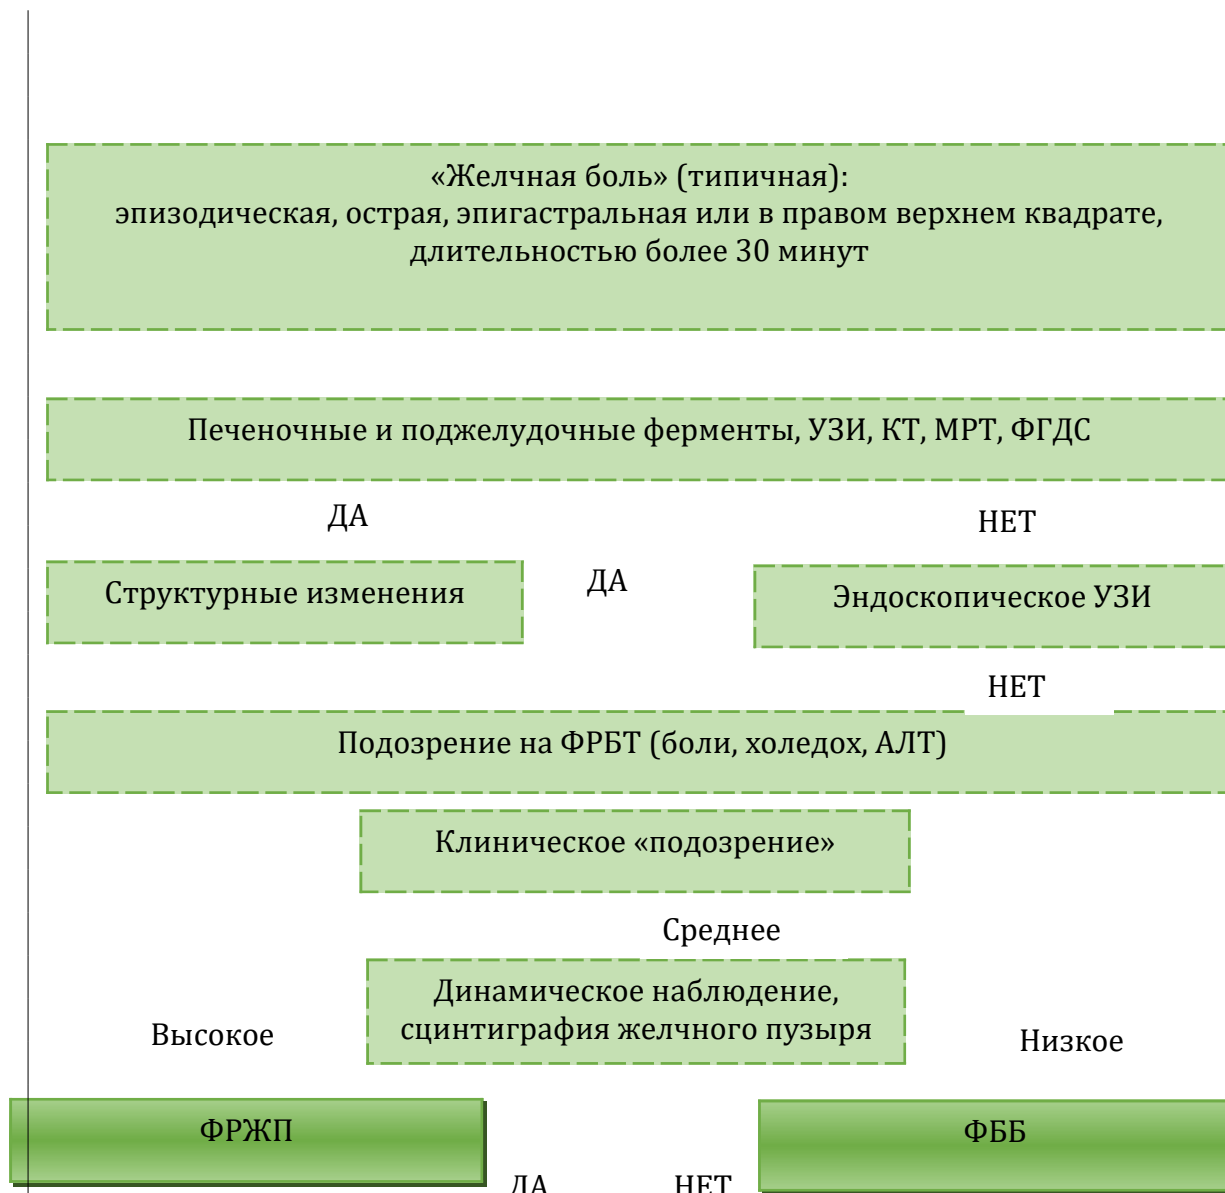 «Желчная боль» (типичная):
эпизодическая, острая, эпигастральная или в правом верхнем квадрате,
длительностью более 30 минут
Печеночные и поджелудочные ферменты, УЗИ, КТ, МРТ, ФГДС
ДА
НЕТ
Структурные изменения
ДА
Эндоскопическое УЗИ
НЕТ
Подозрение на ФРБТ (боли, холедох, АЛТ)
Клиническое «подозрение»
Среднее
Динамическое наблюдение,
сцинтиграфия желчного пузыря
Высокое
Низкое
ФРЖП
ФББ
ДА
НЕТ